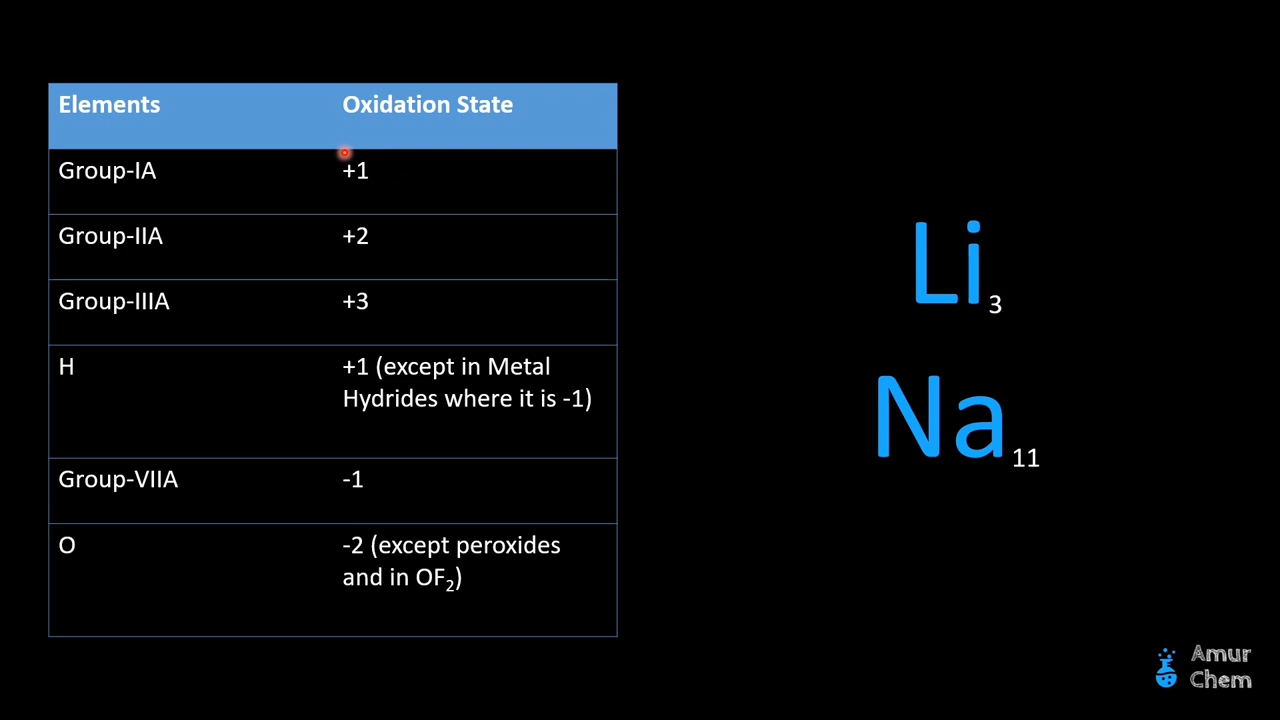 Elements Oxidation State
Group-IA +1
Group-IIA +2
Group-IIIA +3
H +1 (except in Metal
Hydrides where it is -1)
Group-VIIA -1
O -2 (except peroxides
and in OF₂)
Li₃
Na₁₁
Amur
Chem